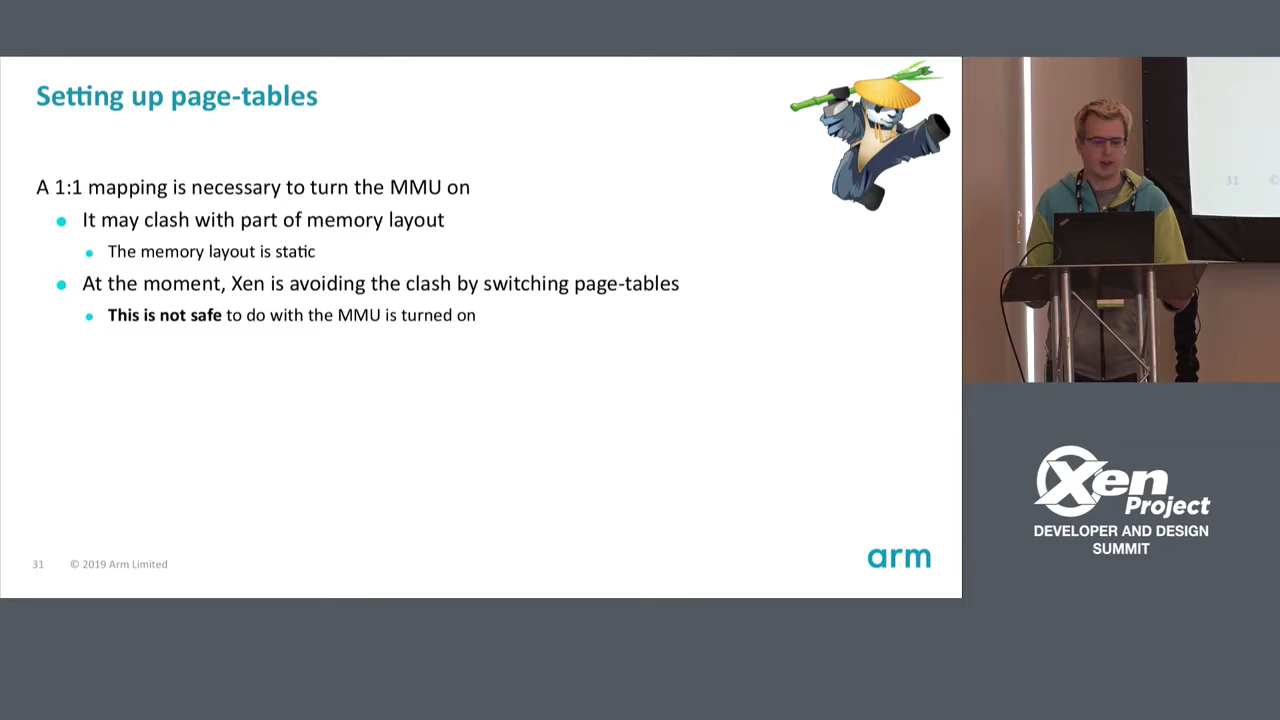 Setting up page-tables
A 1:1 mapping is necessary to turn the MMU on
It may clash with part of memory layout
The memory layout is static
At the moment, Xen is avoiding the clash by switching page-tables
This is not safe to do with the MMU is turned on
31 © 2019 Arm Limited
arm
31 ©
Xen
Project
DEVELOPER AND DESIGN
SUMMIT